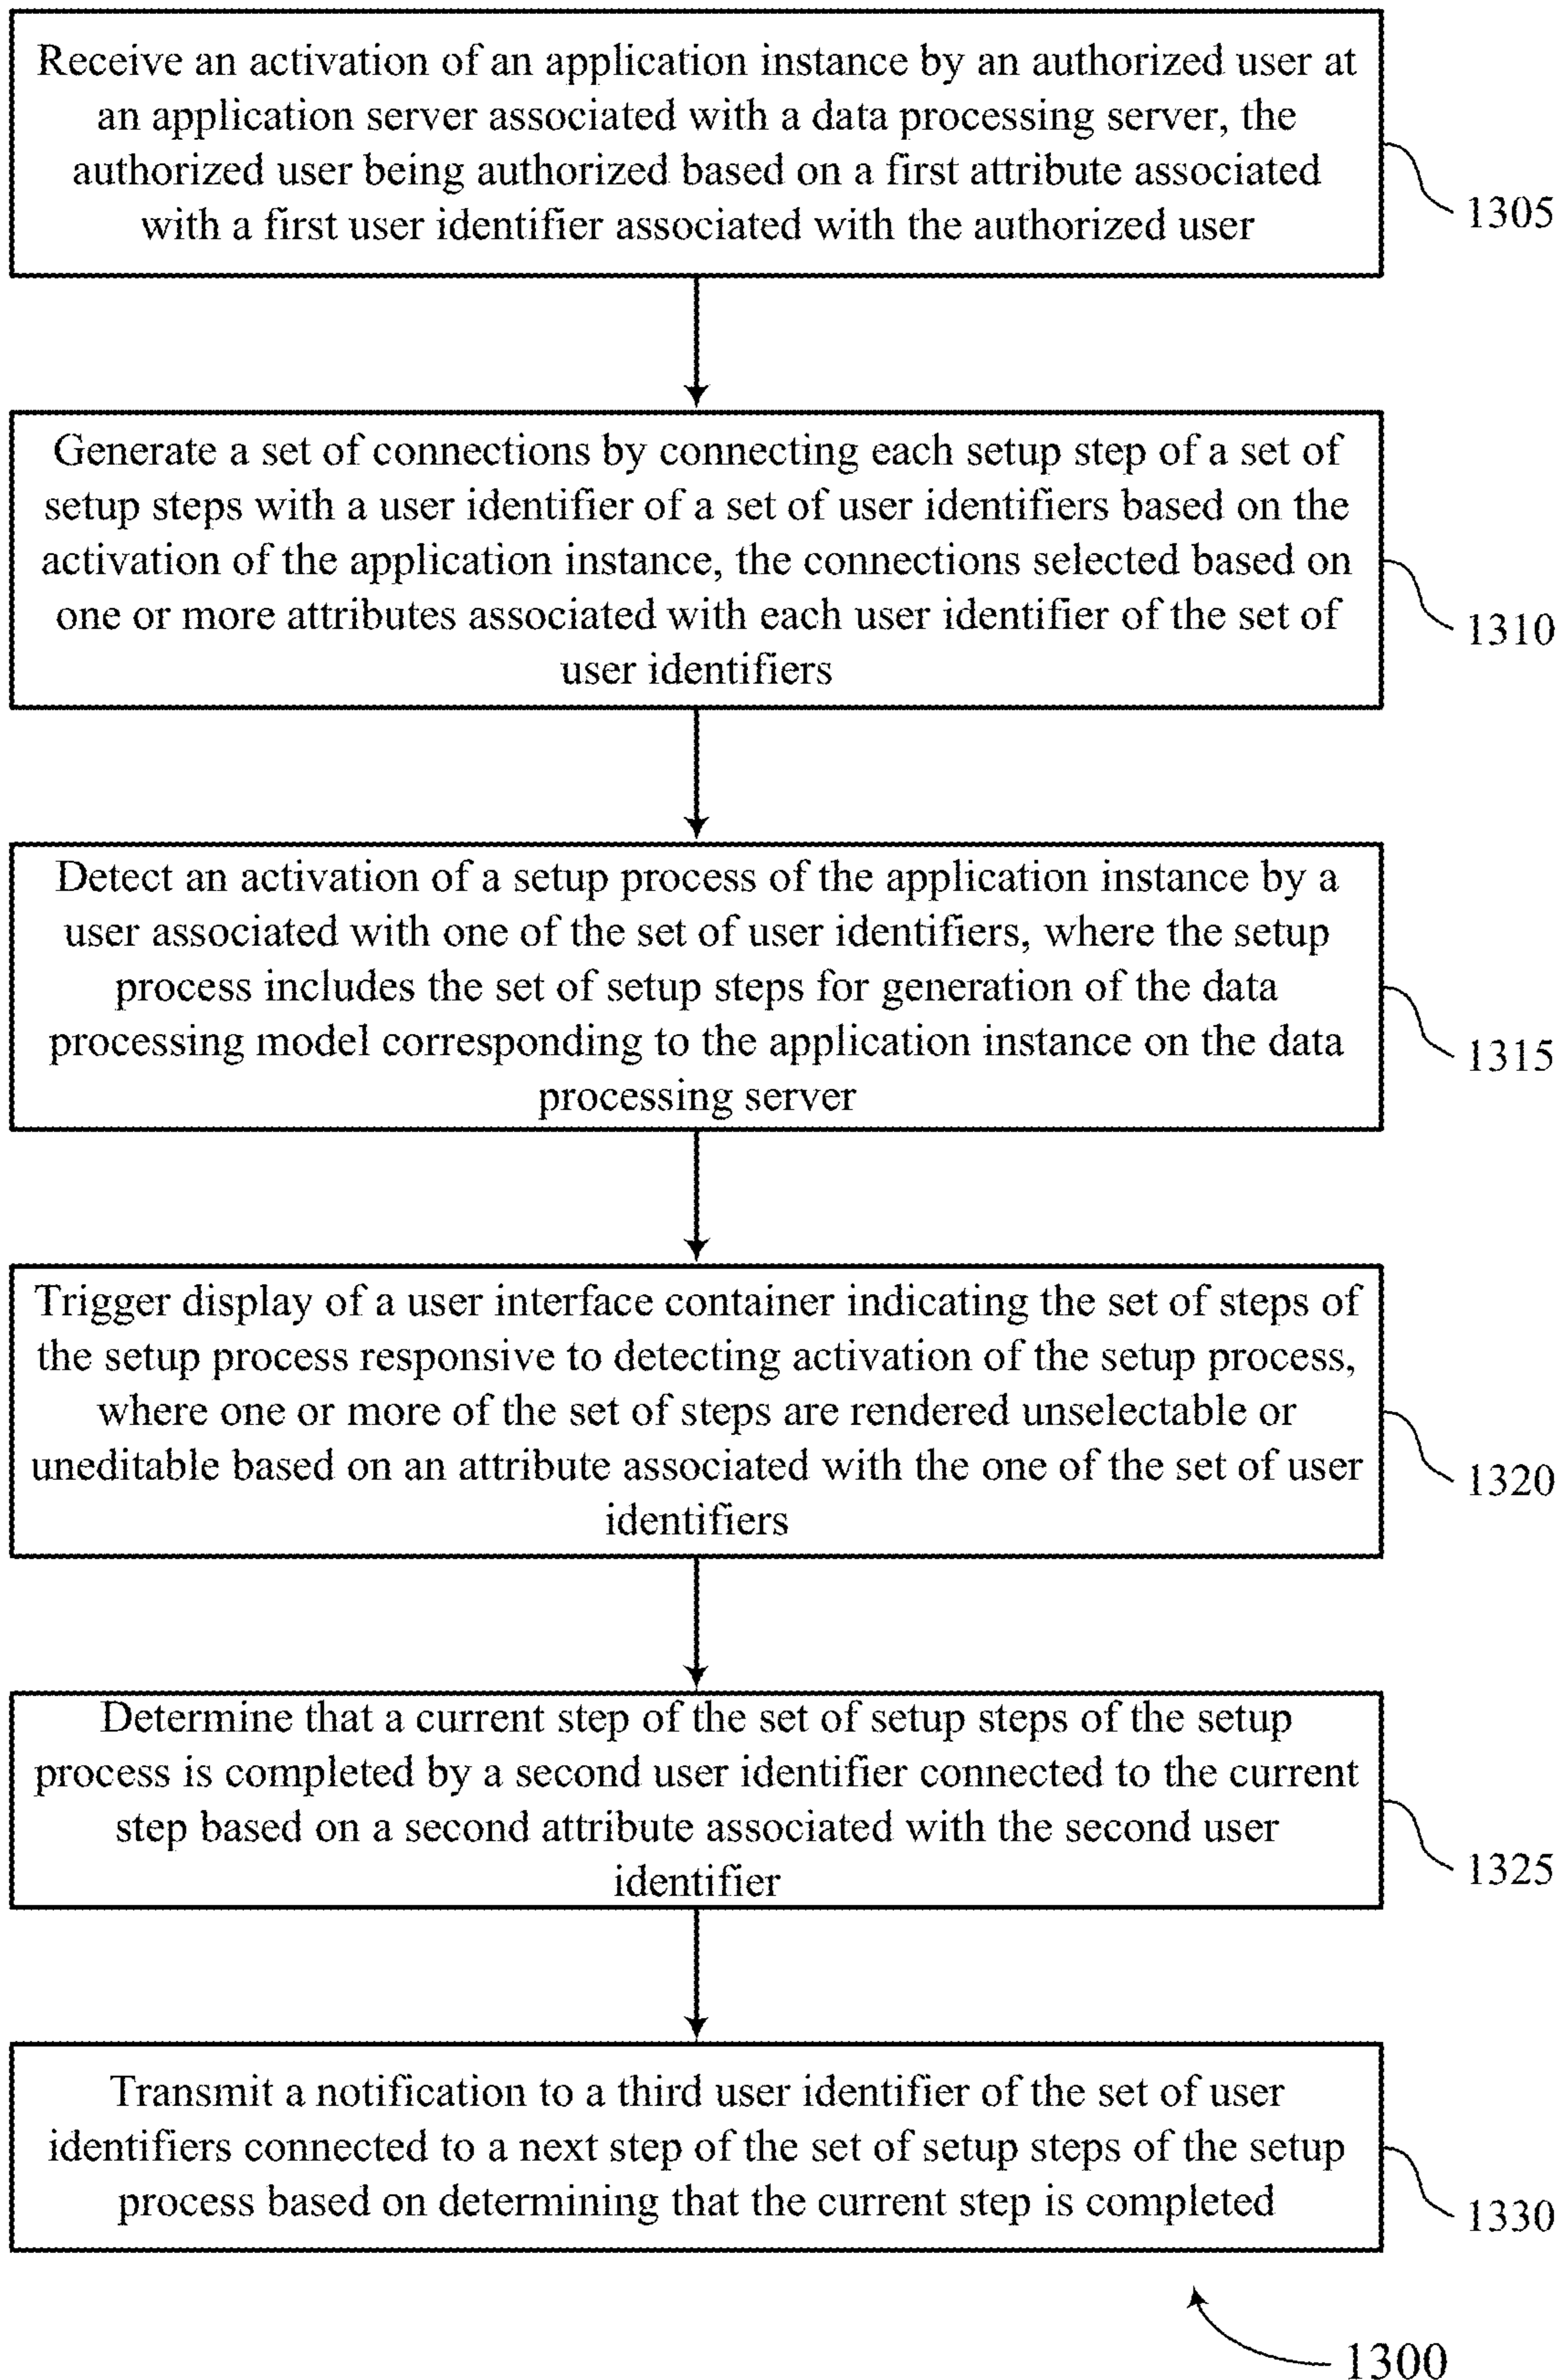 Receive an activation of an application instance by an authorized user at
an application server associated with a data processing server, the
authorized user being authorized based on a first attribute associated
with a first user identifier associated with the authorized user
1305
Generate a set of connections by connecting each setup step of a set of
setup steps with a user identifier of a set of user identifiers based on the
activation of the application instance, the connections selected based on
one or more attributes associated with each user identifier of the set of
user identifiers
1310
Detect an activation of a setup process of the application instance by a
user associated with one of the set of user identifiers, where the setup
process includes the set of setup steps for generation of the data
processing model corresponding to the application instance on the data
processing server
1315
Trigger display of a user interface container indicating the set of steps of
the setup process responsive to detecting activation of the setup process,
where one or more of the set of steps are rendered unselectable or
uneditable based on an attribute associated with the one of the set of user
identifiers
1320
Determine that a current step of the set of setup steps of the setup
process is completed by a second user identifier connected to the current
step based on a second attribute associated with the second user
identifier
1325
Transmit a notification to a third user identifier of the set of user
identifiers connected to a next step of the set of setup steps of the setup
process based on determining that the current step is completed
1330
1300